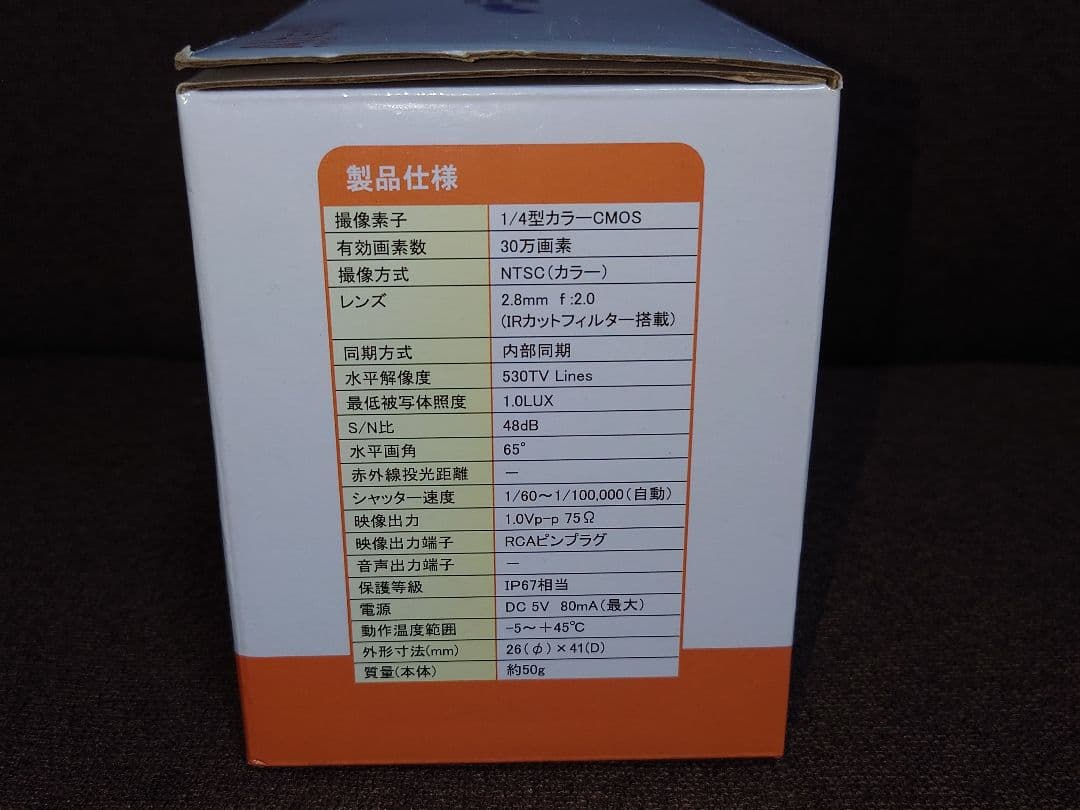 製品仕様
撮像素子 1/4型カラーCMOS
有効画素数 30万画素
撮像方式 NTSC(カラー)
レンズ 2.8mm f:2.0
(IRカットフィルター搭載)
同期方式 内部同期
水平解像度 530TV Lines
最低被写体照度 1.0LUX
S/N比 48dB
水平画角 65°
赤外線投光距離 ー
シャッター速度 1/60～1/100,000(自動)
映像出力 1.0Vp-p 75Ω
映像出力端子 RCAピンプラグ
音声出力端子 ー
保護等級 IP67相当
電源 DC 5V 80mA(最大)
動作温度範囲 -5～+45℃
外形寸法(mm) 26(φ)×41(D)
質量(本体) 約50g